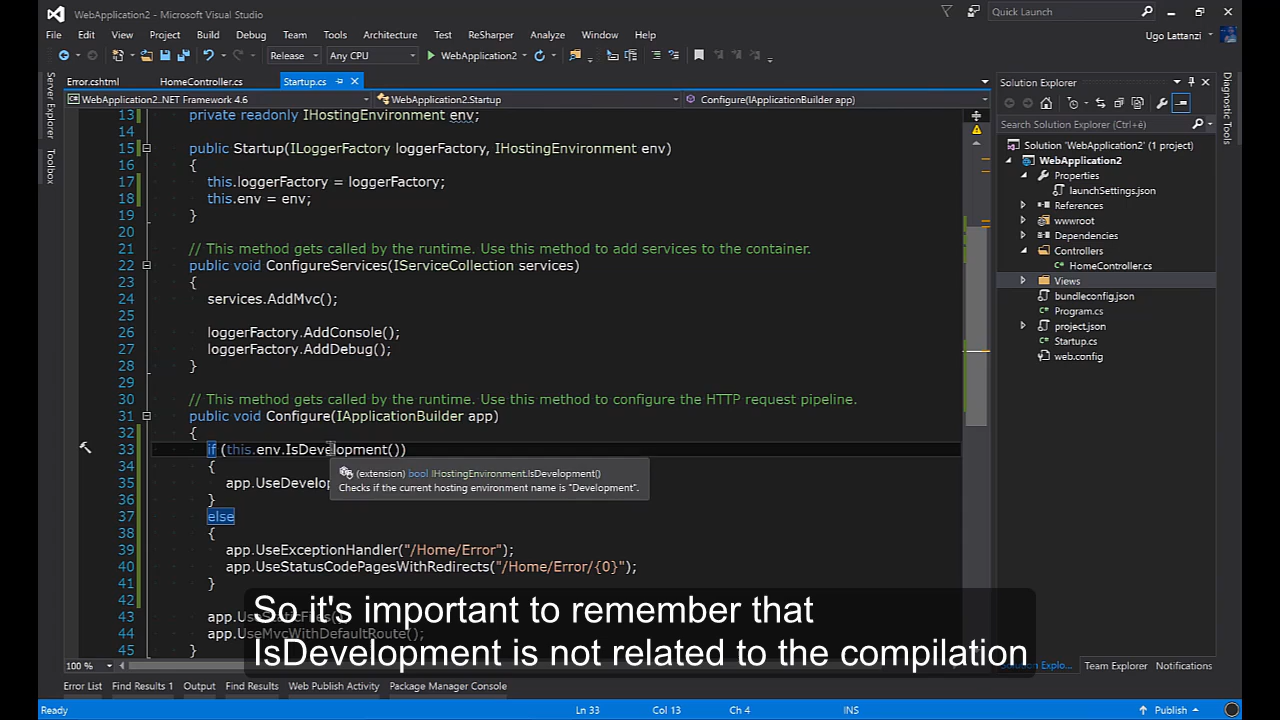 WebApplication2 - Microsoft Visual Studio
Quick Launch
File Edit View Project Build Debug Team Tools Architecture Test ReSharper Analyze Window Help
Ugo Lattanzi
Release Any CPU WebApplication2
Error.cshtml HomeController.cs Startup.cs
WebApplication2..NET Framework 4.6 WebApplication2.Startup Configure(IApplicationBuilder app)
Server Explorer
Toolbox
13 private readonly IHostingEnvironment env;
14
15 public Startup(ILoggerFactory loggerFactory, IHostingEnvironment env)
16 {
17 this.loggerFactory = loggerFactory;
18 this.env = env;
19 }
20
21 // This method gets called by the runtime. Use this method to add services to the container.
22 public void ConfigureServices(IServiceCollection services)
23 {
24 services.AddMvc();
25
26 loggerFactory.AddConsole();
27 loggerFactory.AddDebug();
28 }
29
30 // This method gets called by the runtime. Use this method to configure the HTTP request pipeline.
31 public void Configure(IApplicationBuilder app)
32 {
33 if (this.env.IsDevelopment())
34 {
(extension) bool IHostingEnvironment.IsDevelopment()
Checks if the current hosting environment name is "Development".
35 app.UseDevelop
36 }
37 else
38 {
39 app.UseExceptionHandler("/Home/Error");
40 app.UseStatusCodePagesWithRedirects("/Home/Error/{0}");
41 }
42
43 app.UseStaticFiles();
44 app.UseMvcWithDefaultRoute();
45 }
So it's important to remember that
IsDevelopment is not related to the compilation
100 %
Solution Explorer
Search Solution Explorer (Ctrl+è)
Solution 'WebApplication2' (1 project)
WebApplication2
Properties
launchSettings.json
References
wwwroot
Dependencies
Controllers
HomeController.cs
Views
bundleconfig.json
Program.cs
project.json
Startup.cs
web.config
Diagnostic Tools
Solution Explo... Team Explorer Notifications
Error List Find Results 1 Output Find Results Web Publish Activity Package Manager Console
Ready Ln 33 Col 13 Ch 4 INS Publish